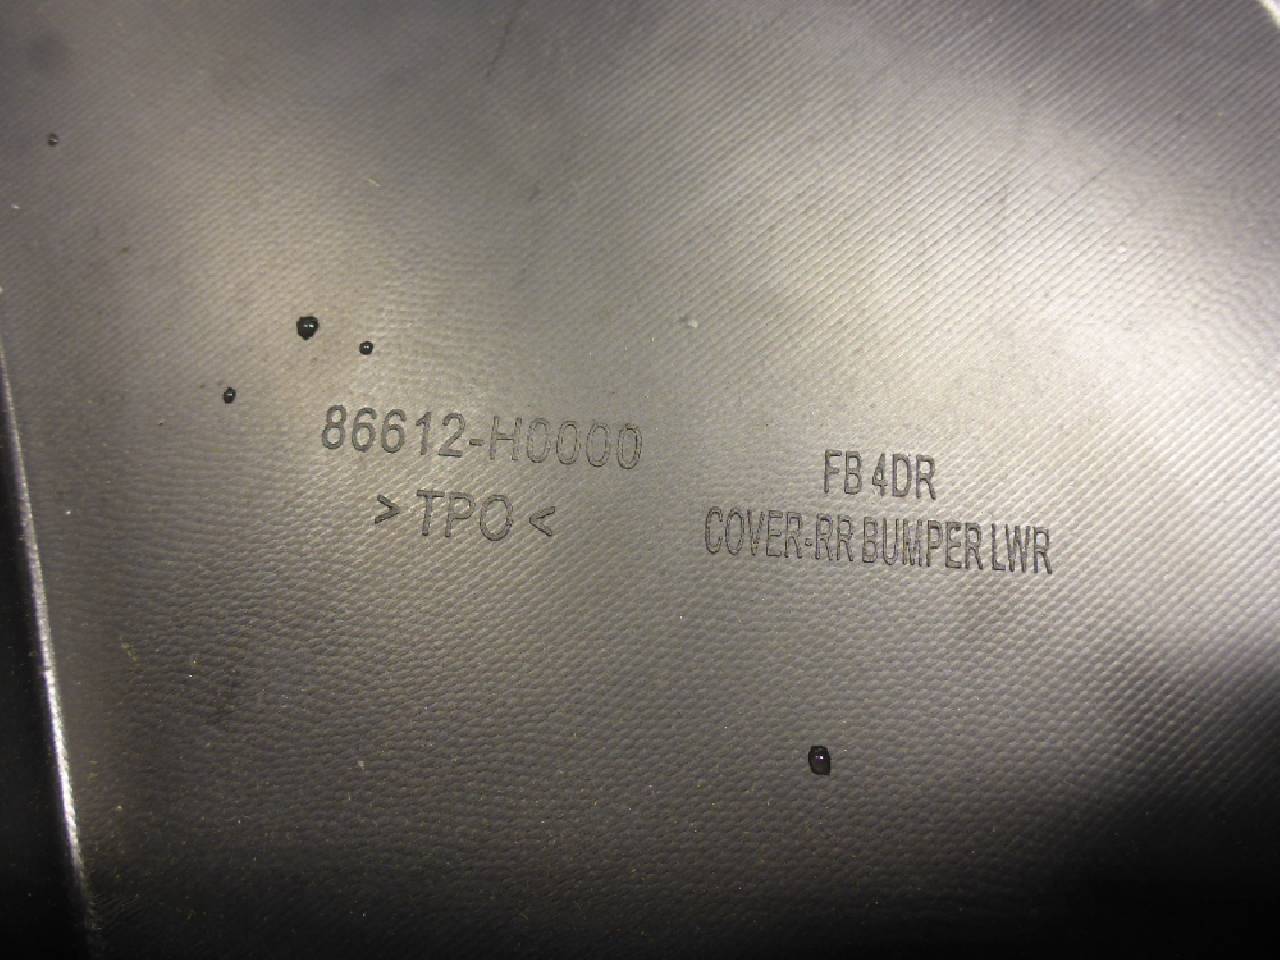 86612-H0000
>TPO<
FB 4DR
COVER-RR BUMPER LWR